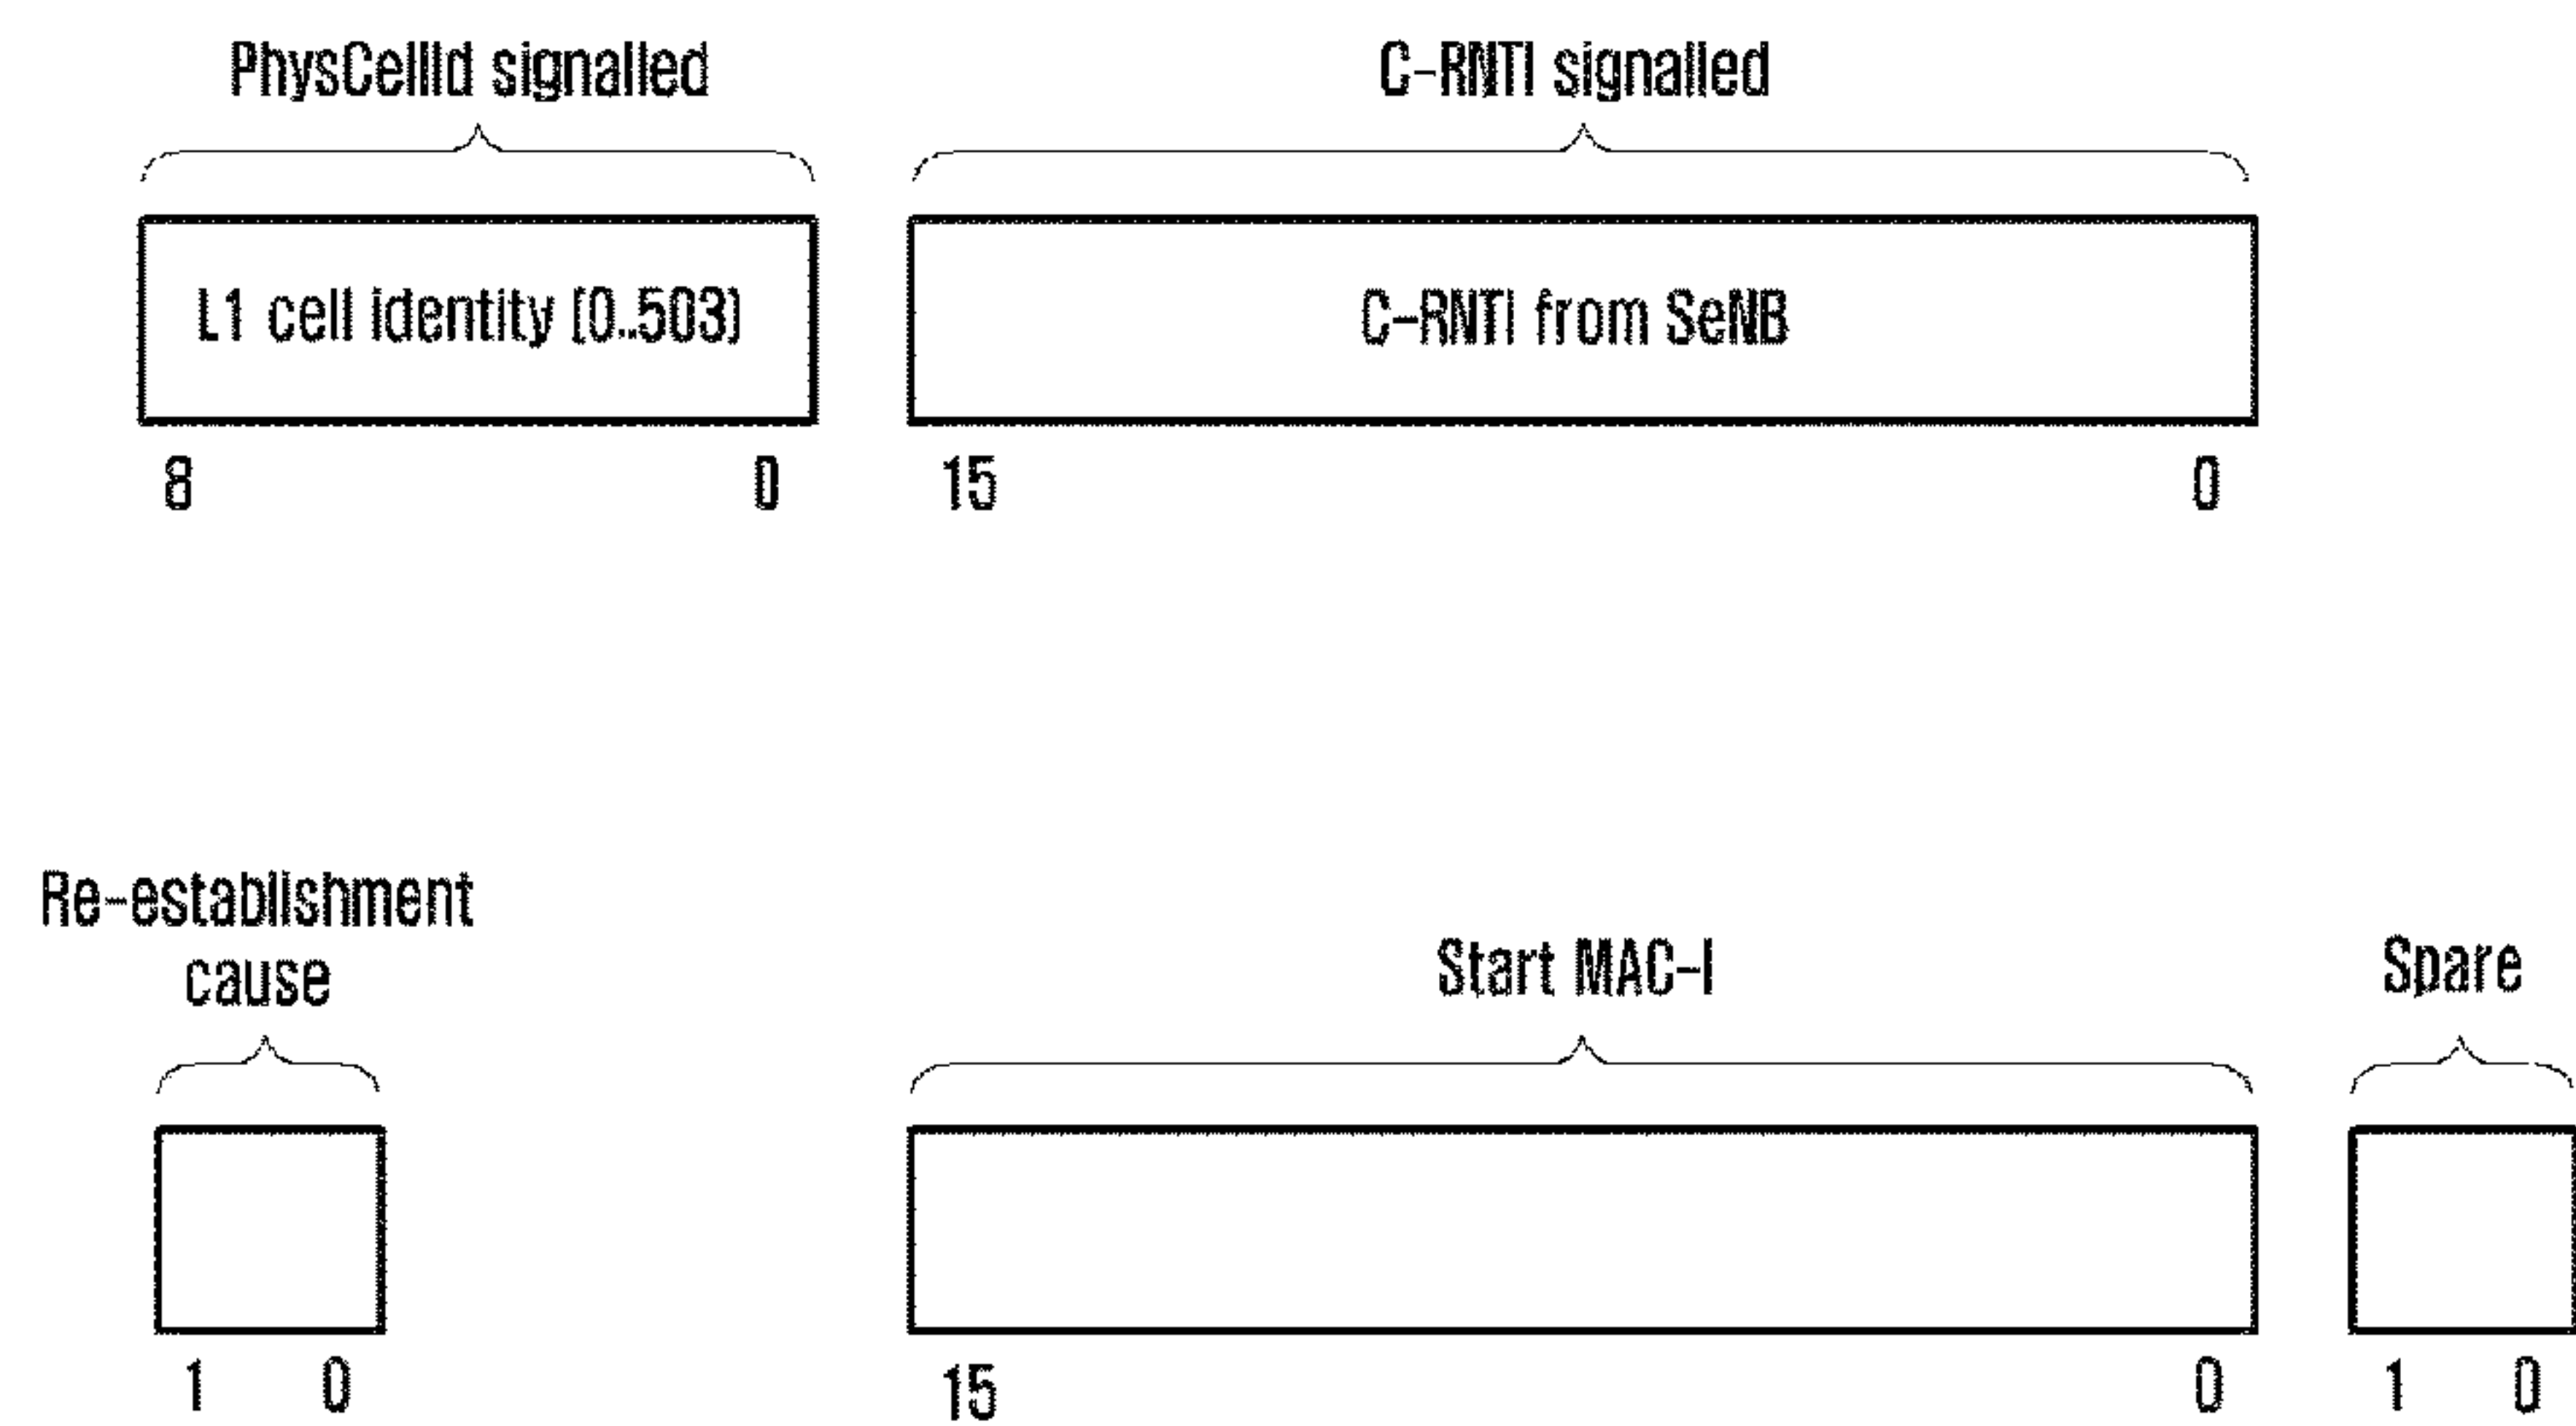 PhysCellId signalled
C-RNTI signalled
L1 cell identity (0..503)
C-RNTI from SeNB
8 0
15 0
Re-establishment
cause
Start MAC-I
Spare
1 0
15 0
1 0